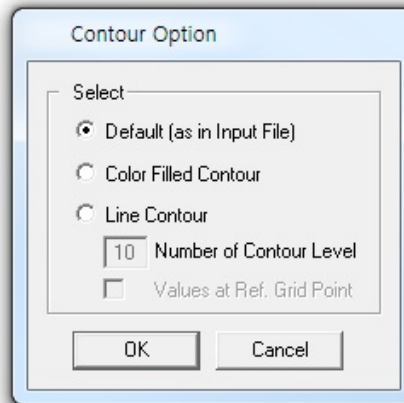 Contour Option
Select
Default (as in Input File)
Color Filled Contour
Line Contour
10 Number of Contour Level
Values at Ref. Grid Point
OK Cancel